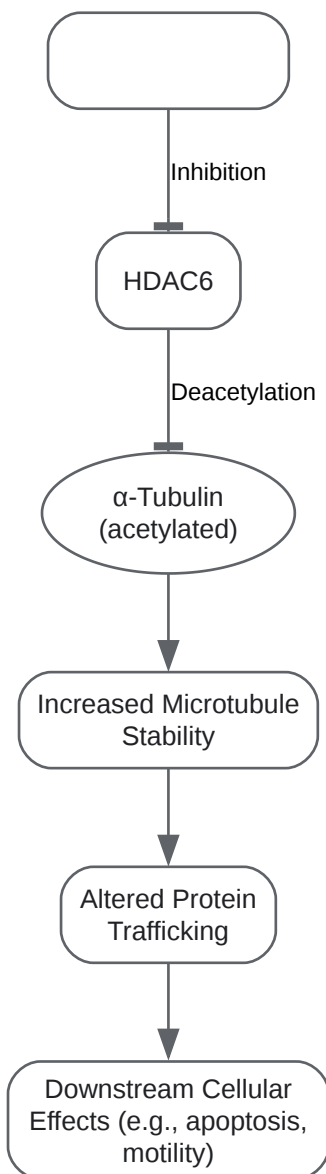 Inhibition
HDAC6
Deacetylation
α-Tubulin
(acetylated)
Increased Microtubule
Stability
Altered Protein
Trafficking
Downstream Cellular
Effects (e.g., apoptosis,
motility)